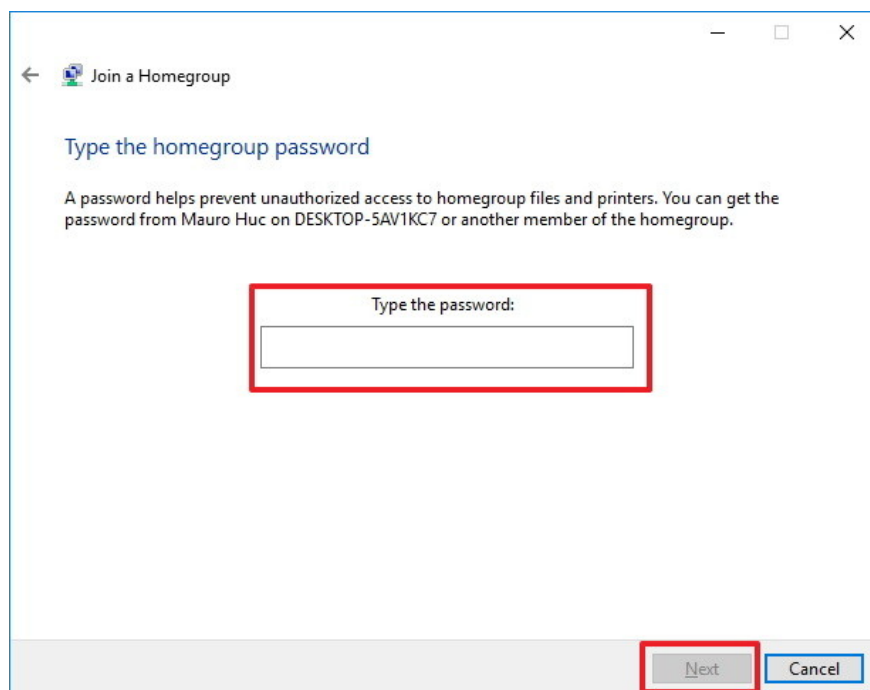 Join a Homegroup
Type the homegroup password
A password helps prevent unauthorized access to homegroup files and printers. You can get the
password from Mauro Huc on DESKTOP-5AV1KC7 or another member of the homegroup.
Type the password:
Next Cancel